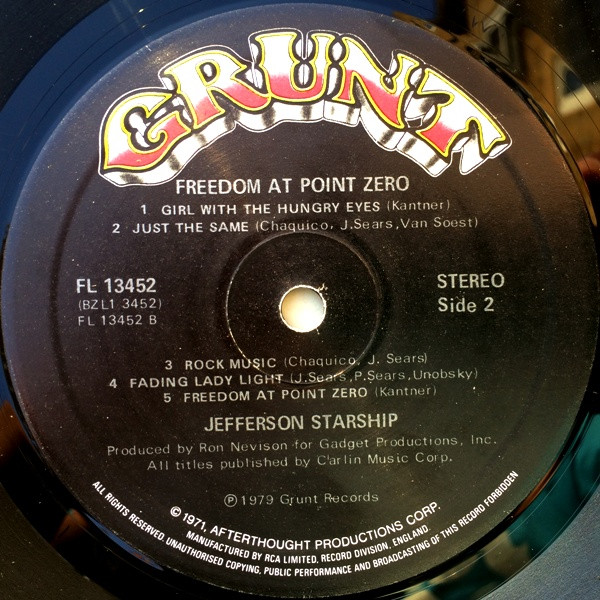 GRUNT
FREEDOM AT POINT ZERO
1 GIRL WITH THE HUNGRY EYES (Kantner)
2 JUST THE SAME (Chaquico, J.Sears,Van Soest)
FL 13452
(BZL1 3452)
FL 13452 B
STEREO
Side 2
3 ROCK MUSIC (Chaquico, J. Sears)
4 FADING LADY LIGHT (J.Sears,P.Sears,Unobsky)
5 FREEDOM AT POINT ZERO (Kantner)
JEFFERSON STARSHIP
Produced by Ron Nevison for Gadget Productions, Inc.
All titles published by Carlin Music Corp.
Ⓟ1979 Grunt Records
© 1971, AFTERTHOUGHT PRODUCTIONS CORP.
MANUFACTURED BY RCA LIMITED, RECORD DIVISION, ENGLAND
ALL RIGHTS RESERVED. UNAUTHORISED COPYING, PUBLIC PERFORMANCE AND BROADCASTING OF THIS RECORD FORBIDDEN